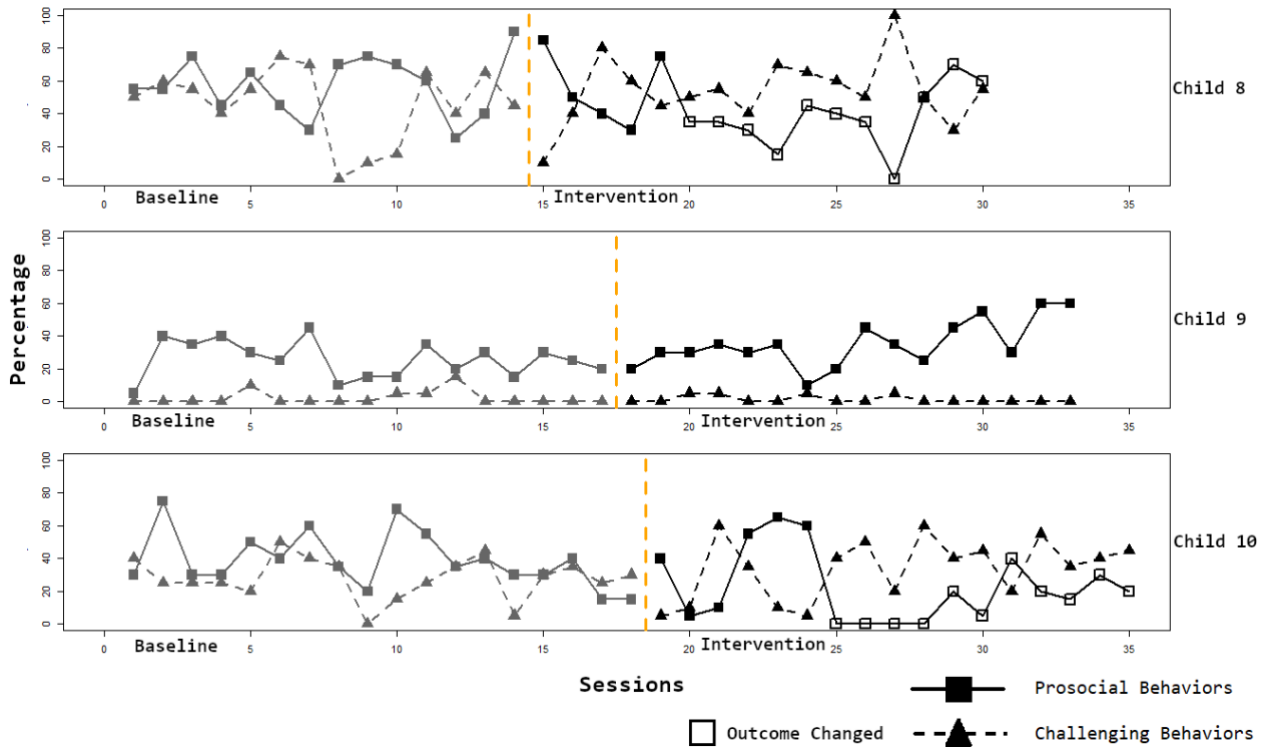 0 20 40 60 80 100
Child 8
Baseline Intervention
0 5 10 15 20 25 30 35
0 20 40 60 80 100
Percentage
Child 9
Baseline Intervention
0 5 10 15 20 25 30 35
0 20 40 60 80 100
Child 10
Baseline Intervention
0 5 10 15 20 25 30 35
Sessions
Prosocial Behaviors
Outcome Changed Challenging Behaviors